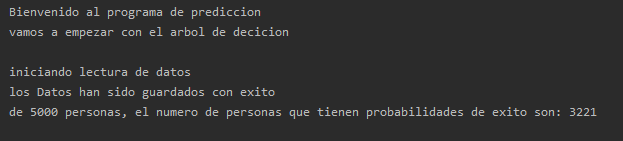 Bienvenido al programa de prediccion
vamos a empezar con el arbol de decicion
iniciando lectura de datos
los Datos han sido guardados con exito
de 5000 personas, el numero de personas que tienen probabilidades de exito son: 3221